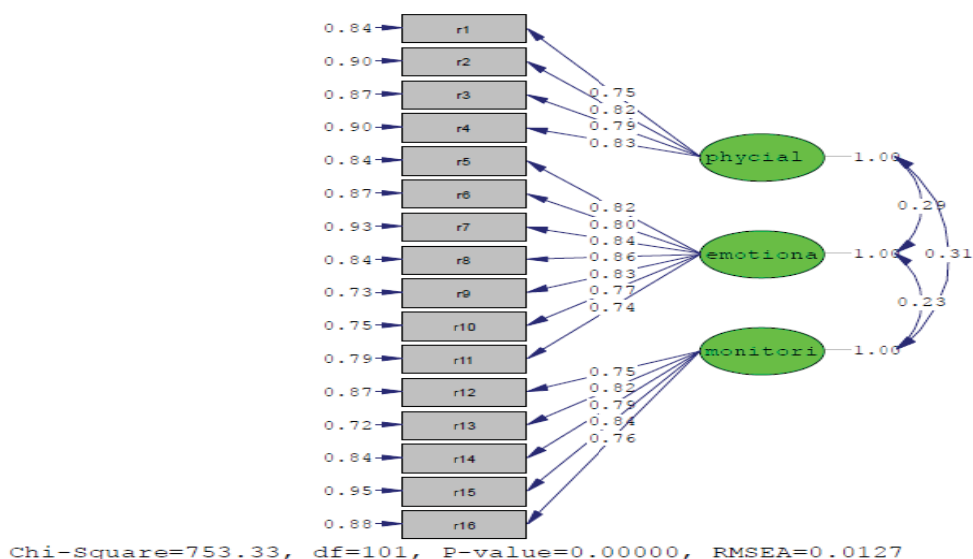 0.84 r1
0.90 r2
0.75
0.87 r3
0.82
0.79
0.90 r4
0.83
phycial 1.00
0.84 r5
0.87 r6
0.29
0.82
0.80
0.93 r7
0.84
emotiona 1.00 0.31
0.84 r8
0.86
0.83
0.73 r9
0.77
0.23
0.74
0.75 r10
monitori 1.00
0.79 r11
0.75
0.87 r12
0.82
0.79
0.72 r13
0.84
0.76
0.84 r14
0.95 r15
0.88 r16
Chi-Square=753.33, df=101, P-value=0.00000, RMSEA=0.0127